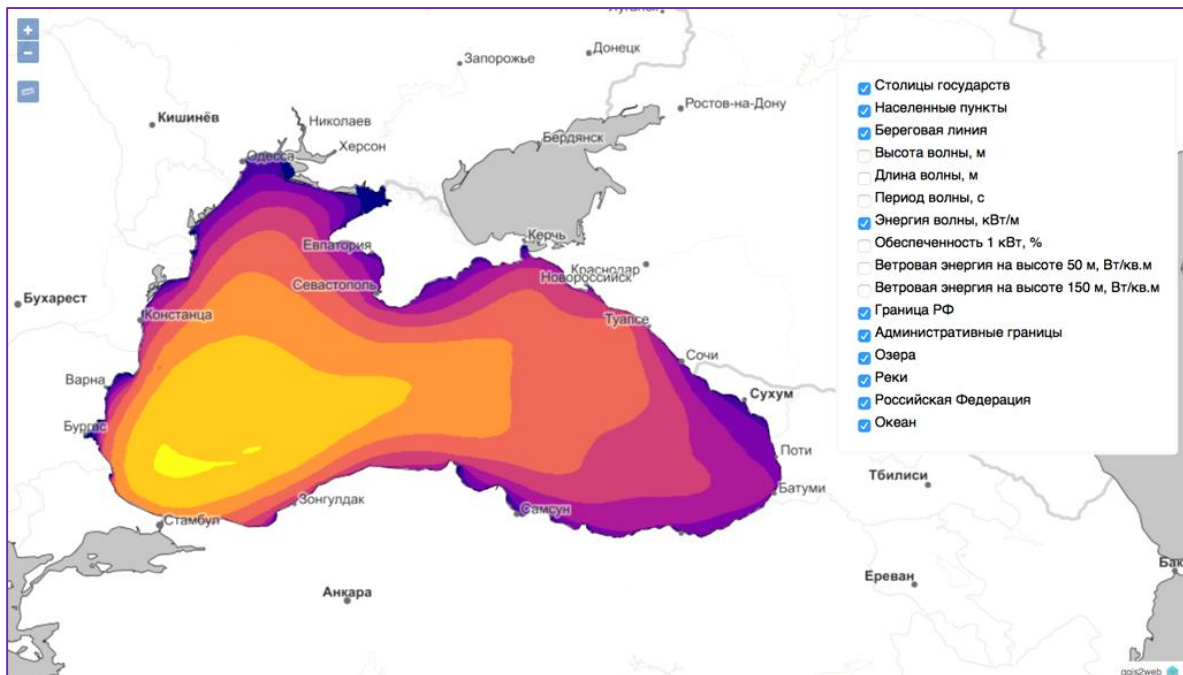 +
−
Луганск
Донецк
Запорожье
Ростов-на-Дону
Кишинёв
Николаев
Херсон
Бердянск
Одесса
Керчь
Евпатория
Краснодар
Новороссийск
Севастополь
Бухарест
Констанца
Туапсе
Сочи
Варна
Сухум
Бургас
Поти
Тбилиси
Зонгулдак
Батуми
Самсун
Стамбул
Ереван
Бак
Анкара
Столицы государств
Населенные пункты
Береговая линия
Высота волны, м
Длина волны, м
Период волны, с
Энергия волны, кВт/м
Обеспеченность 1 кВт, %
Ветровая энергия на высоте 50 м, Вт/кв.м
Ветровая энергия на высоте 150 м, Вт/кв.м
Граница РФ
Административные границы
Озера
Реки
Российская Федерация
Океан
qgis2web